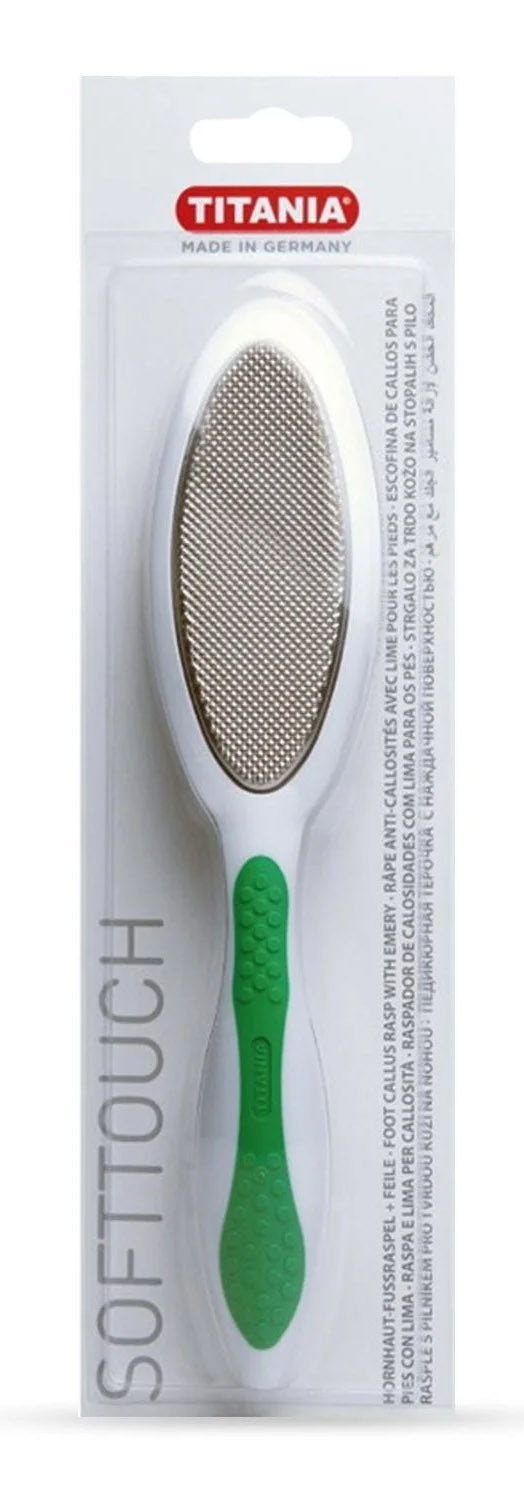 TITANIA®
MADE IN GERMANY
SOFTTOUCH
TITANIA
HORNHAUT-FUSSRASPEL + FEILE · FOOT CALLUS RASP WITH EMERY · RÂPE ANTI-CALLOSITÉS AVEC LIME POUR LES PIEDS · ESCOFINA DE CALLOS PARA
PIES CON LIMA · RASPA E LIMA PER CALLOSITÀ · RASPADOR DE CALOSIDADES COM LIMA PARA OS PÉS · STRGALO ZA TRDO KOŽO NA STOPALIH S PILO
RAŠPLE S PILNÍKEM PRO TVRDOU KŮŽI NA NOHOU · ПЕДИКЮРНАЯ ТЕРОЧКА С НАЖДАЧНОЙ ПОВЕРХНОСТЬЮ ·